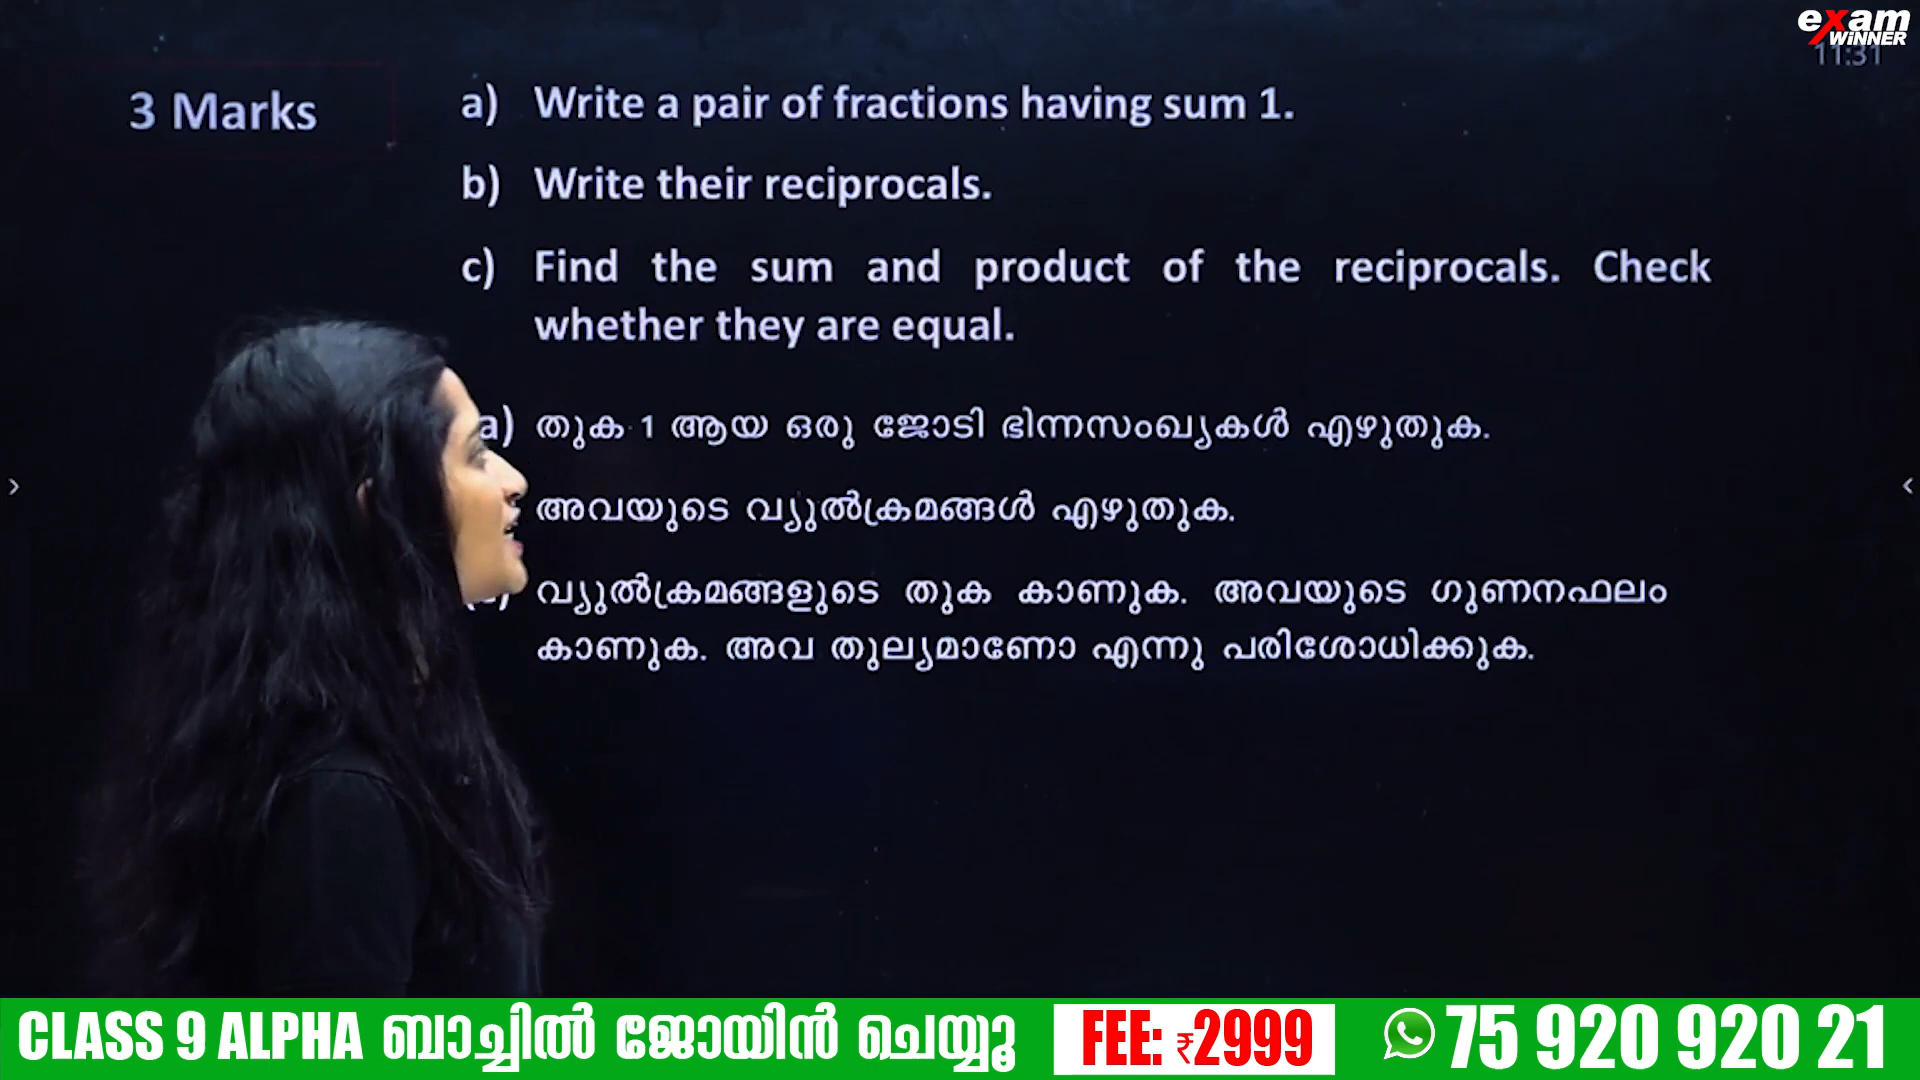 exam
WINNER
11:31
3 Marks
a) Write a pair of fractions having sum 1.
b) Write their reciprocals.
c) Find the sum and product of the reciprocals. Check
whether they are equal.
a) തുക 1 ആയ ഒരു ജോടി ഭിന്നസംഖ്യകൾ എഴുതുക.
അവയുടെ വ്യുൽക്രമങ്ങൾ എഴുതുക.
വ്യുൽക്രമങ്ങളുടെ തുക കാണുക. അവയുടെ ഗുണനഫലം
കാണുക. അവ തുല്യമാണോ എന്നു പരിശോധിക്കുക.
CLASS 9 ALPHA ബാച്ചിൽ ജോയിൻ ചെയ്യൂ FEE: ₹2999 75 920 920 21